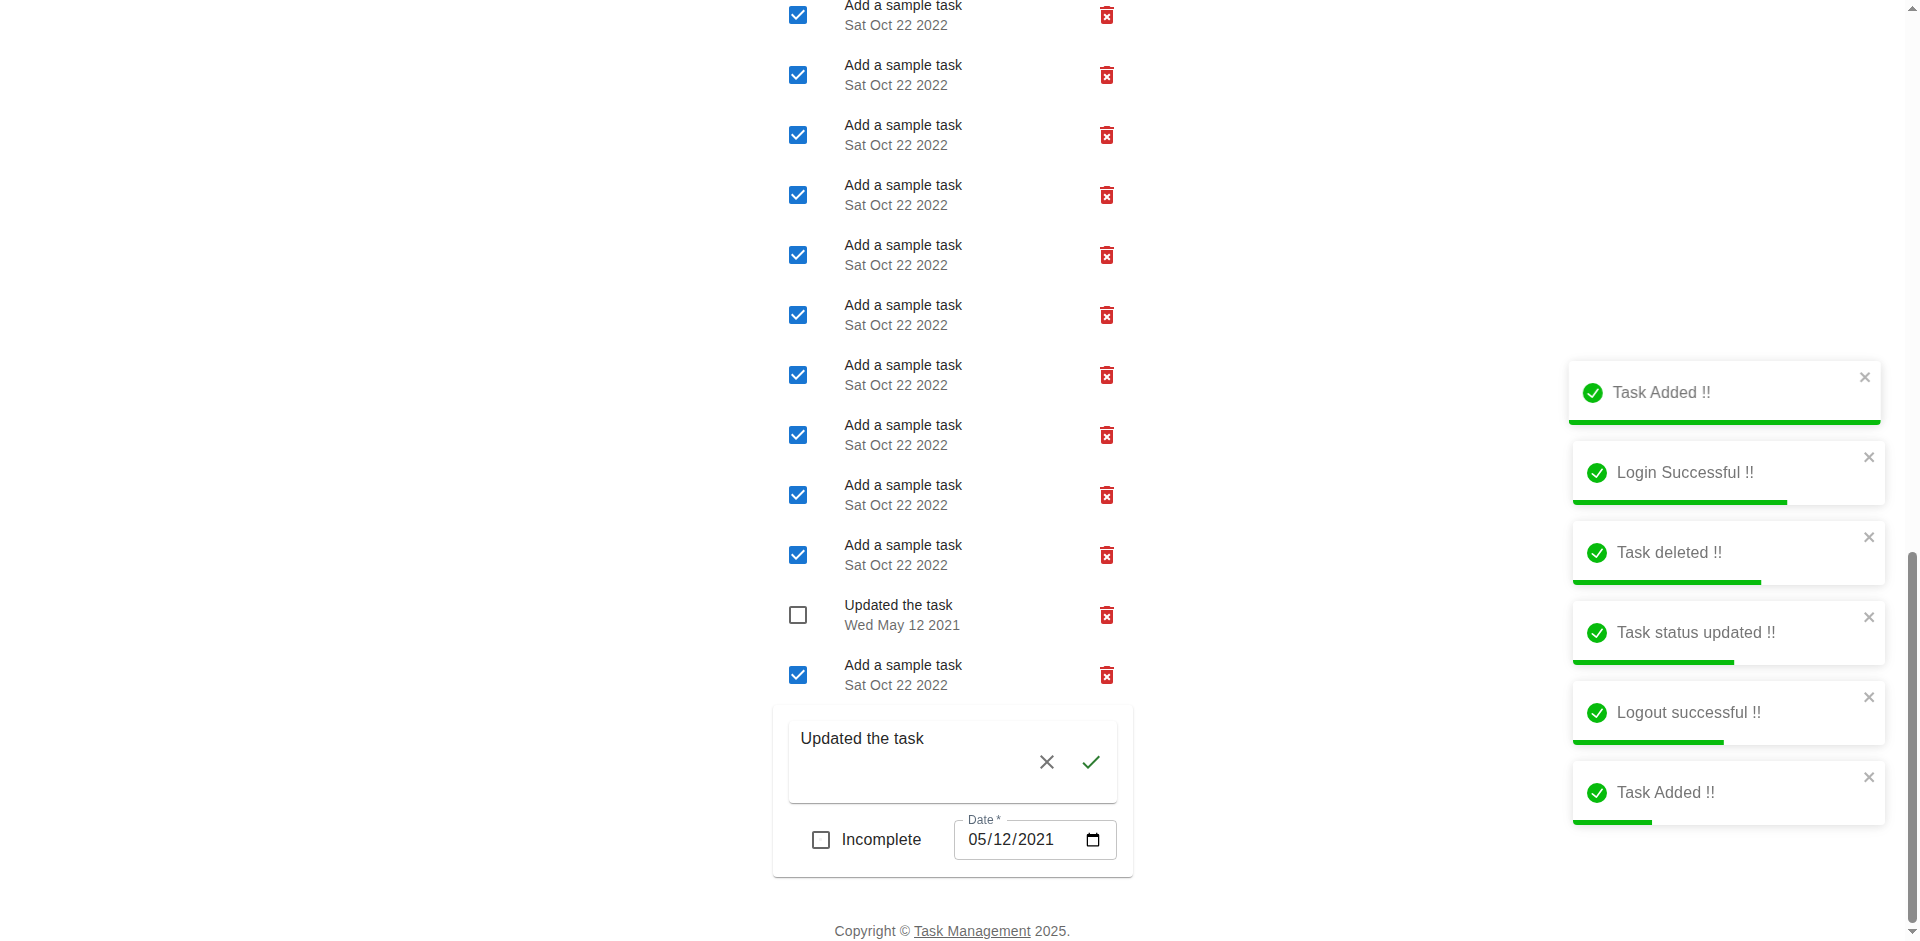 Add a sample task
Sat Oct 22 2022
Add a sample task
Sat Oct 22 2022
Add a sample task
Sat Oct 22 2022
Add a sample task
Sat Oct 22 2022
Add a sample task
Sat Oct 22 2022
Add a sample task
Sat Oct 22 2022
Add a sample task
Sat Oct 22 2022
Add a sample task
Sat Oct 22 2022
Add a sample task
Sat Oct 22 2022
Add a sample task
Sat Oct 22 2022
Updated the task
Wed May 12 2021
Add a sample task
Sat Oct 22 2022
Updated the task
Incomplete
Date *
05/12/2021
Copyright © Task Management 2025.
Task Added !!
Login Successful !!
Task deleted !!
Task status updated !!
Logout successful !!
Task Added !!